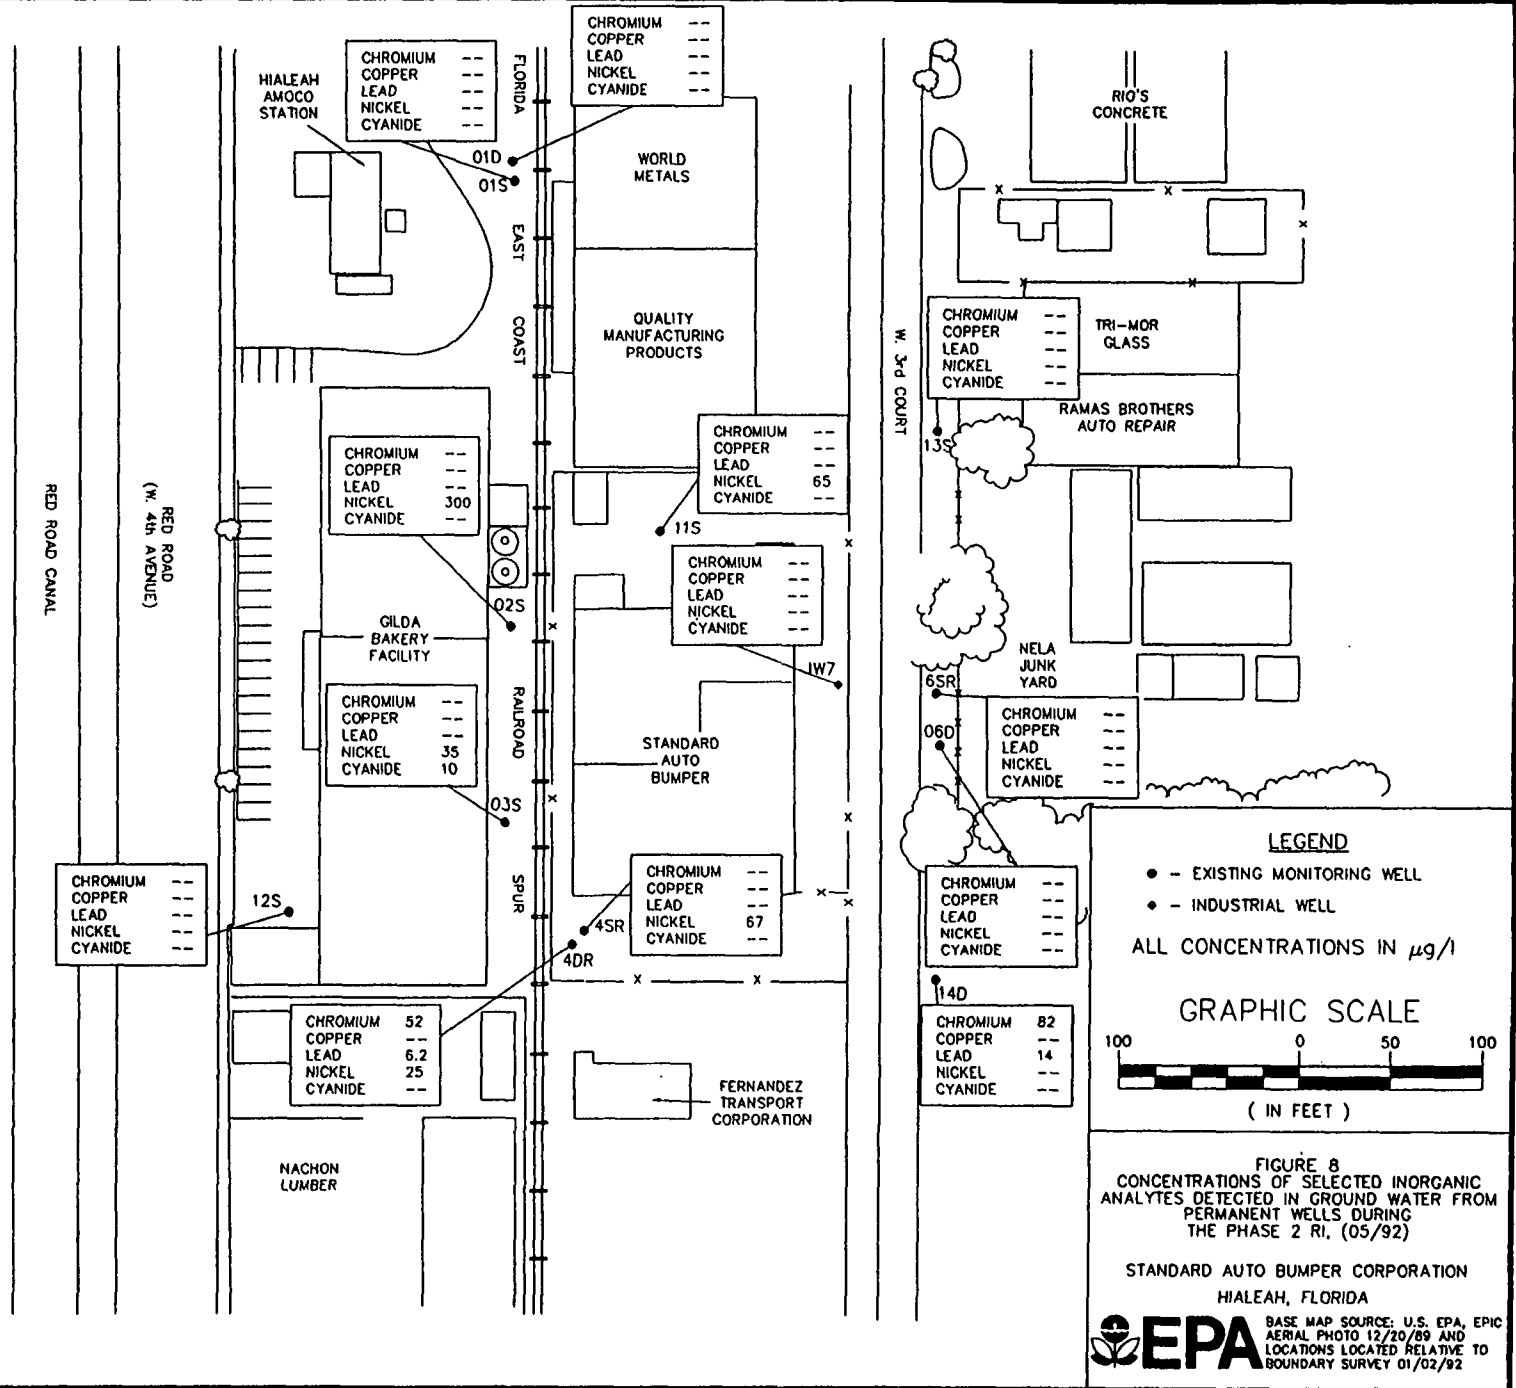 CHROMIUM --
COPPER --
LEAD --
NICKEL --
CYANIDE --
CHROMIUM --
COPPER --
LEAD --
NICKEL --
CYANIDE --
HIALEAH
AMOCO
STATION
01D
01S
FLORIDA
EAST
COAST
RAILROAD
SPUR
WORLD
METALS
QUALITY
MANUFACTURING
PRODUCTS
RIO'S
CONCRETE
CHROMIUM --
COPPER --
LEAD --
NICKEL --
CYANIDE --
TRI-MOR
GLASS
RAMAS BROTHERS
AUTO REPAIR
13S
W. 3rd COURT
CHROMIUM --
COPPER --
LEAD --
NICKEL 65
CYANIDE --
11S
CHROMIUM --
COPPER --
LEAD --
NICKEL 300
CYANIDE --
02S
RED ROAD CANAL
RED ROAD
(W. 4th AVENUE)
CHROMIUM --
COPPER --
LEAD --
NICKEL --
CYANIDE --
IW7
GILDA
BAKERY
FACILITY
CHROMIUM --
COPPER --
LEAD --
NICKEL 35
CYANIDE 10
03S
STANDARD
AUTO
BUMPER
NELA
JUNK
YARD
6SR
CHROMIUM --
COPPER --
LEAD --
NICKEL --
CYANIDE --
06D
CHROMIUM --
COPPER --
LEAD --
NICKEL --
CYANIDE --
12S
CHROMIUM --
COPPER --
LEAD --
NICKEL 67
CYANIDE --
4SR
4DR
CHROMIUM --
COPPER --
LEAD --
NICKEL --
CYANIDE --
14D
CHROMIUM 52
COPPER --
LEAD 6.2
NICKEL 25
CYANIDE --
CHROMIUM 82
COPPER --
LEAD 14
NICKEL --
CYANIDE --
FERNANDEZ
TRANSPORT
CORPORATION
NACHON
LUMBER
LEGEND
● - EXISTING MONITORING WELL
◆ - INDUSTRIAL WELL
ALL CONCENTRATIONS IN µg/l
GRAPHIC SCALE
100 0 50 100
( IN FEET )
FIGURE 8
CONCENTRATIONS OF SELECTED INORGANIC
ANALYTES DETECTED IN GROUND WATER FROM
PERMANENT WELLS DURING
THE PHASE 2 RI, (05/92)
STANDARD AUTO BUMPER CORPORATION
HIALEAH, FLORIDA
EPA
BASE MAP SOURCE: U.S. EPA, EPIC
AERIAL PHOTO 12/20/89 AND
LOCATIONS LOCATED RELATIVE TO
BOUNDARY SURVEY 01/02/92